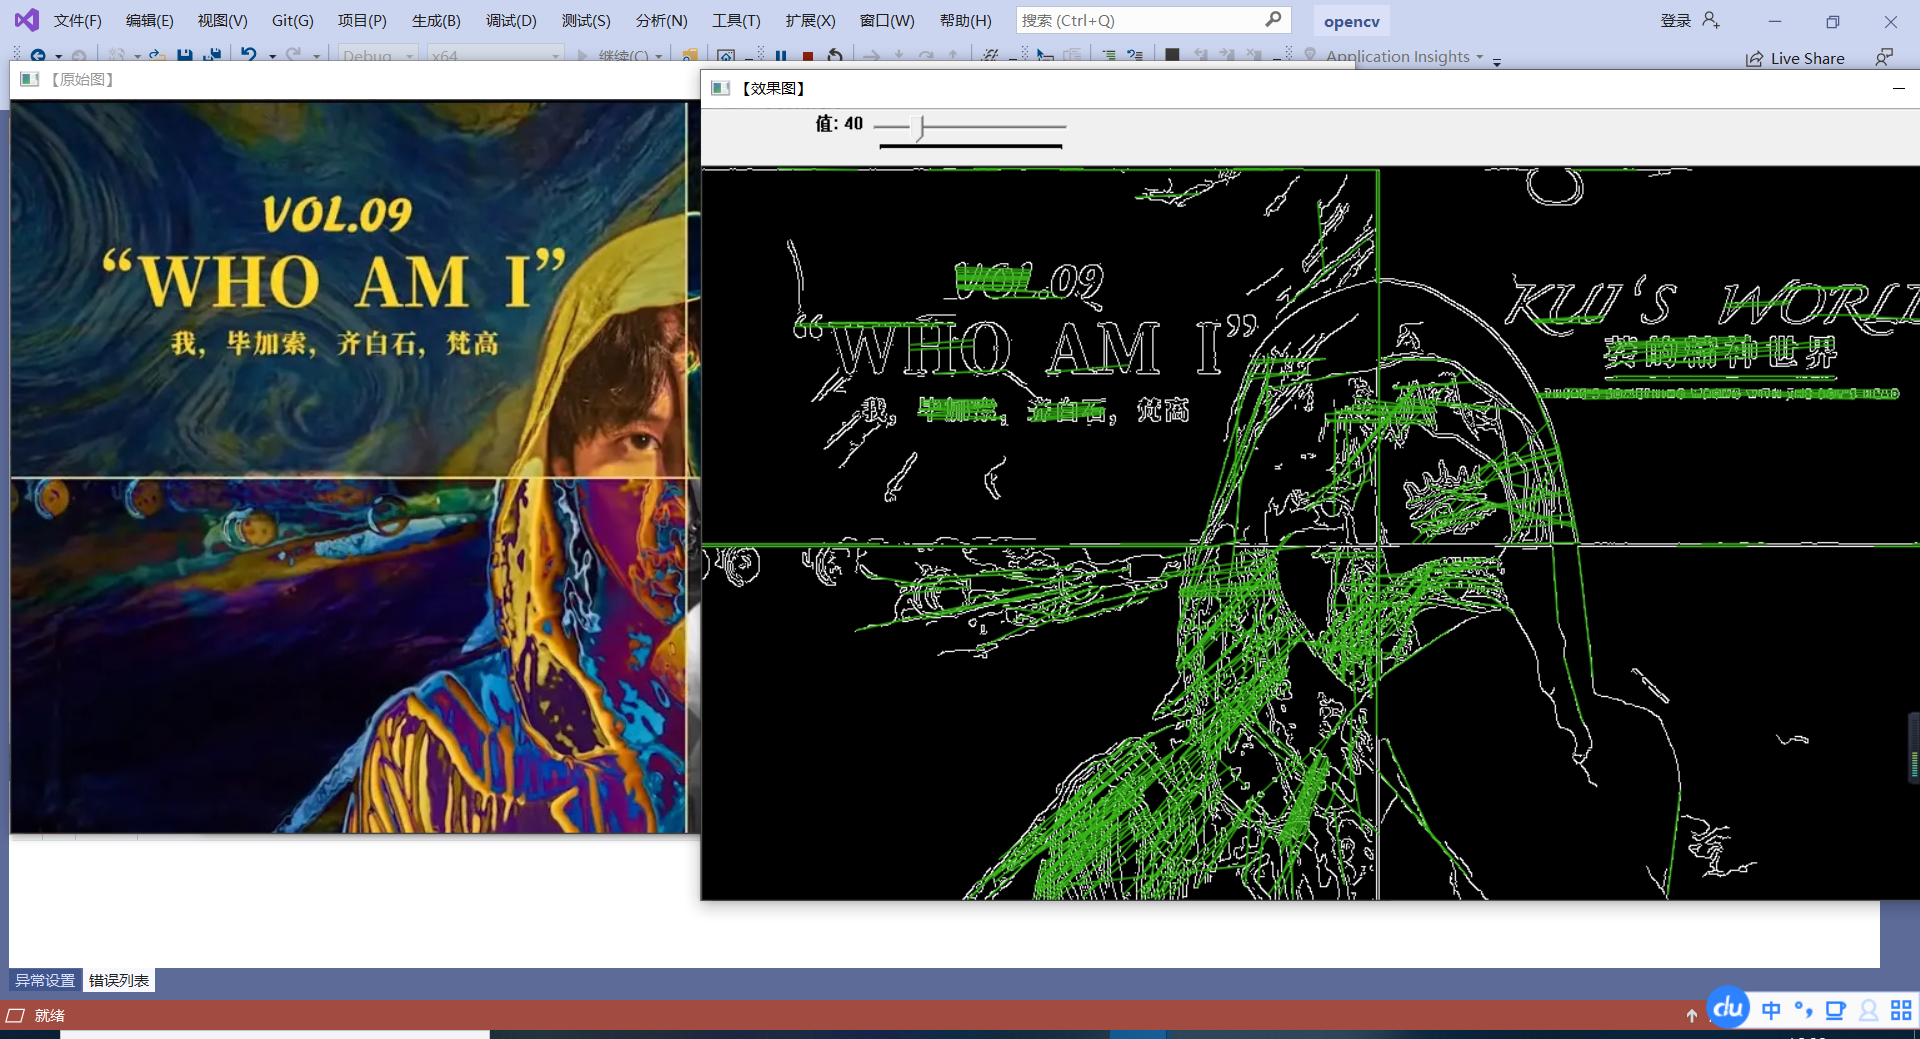 文件(F) 编辑(E) 视图(V) Git(G) 项目(P) 生成(B) 调试(D) 测试(S) 分析(N) 工具(T) 扩展(X) 窗口(W) 帮助(H) 搜索 (Ctrl+Q) opencv 登录
Debug x64 继续(C) Application Insights Live Share
【原始图】
VOL.09
“WHO AM I”
我，毕加索，齐白石，梵高
【效果图】
值: 40
VOL.09
“WHO AM I”
我，毕加索，齐白石，梵高
KUI‘S WORL
葵的精神世界
异常设置 错误列表
就绪
du 中